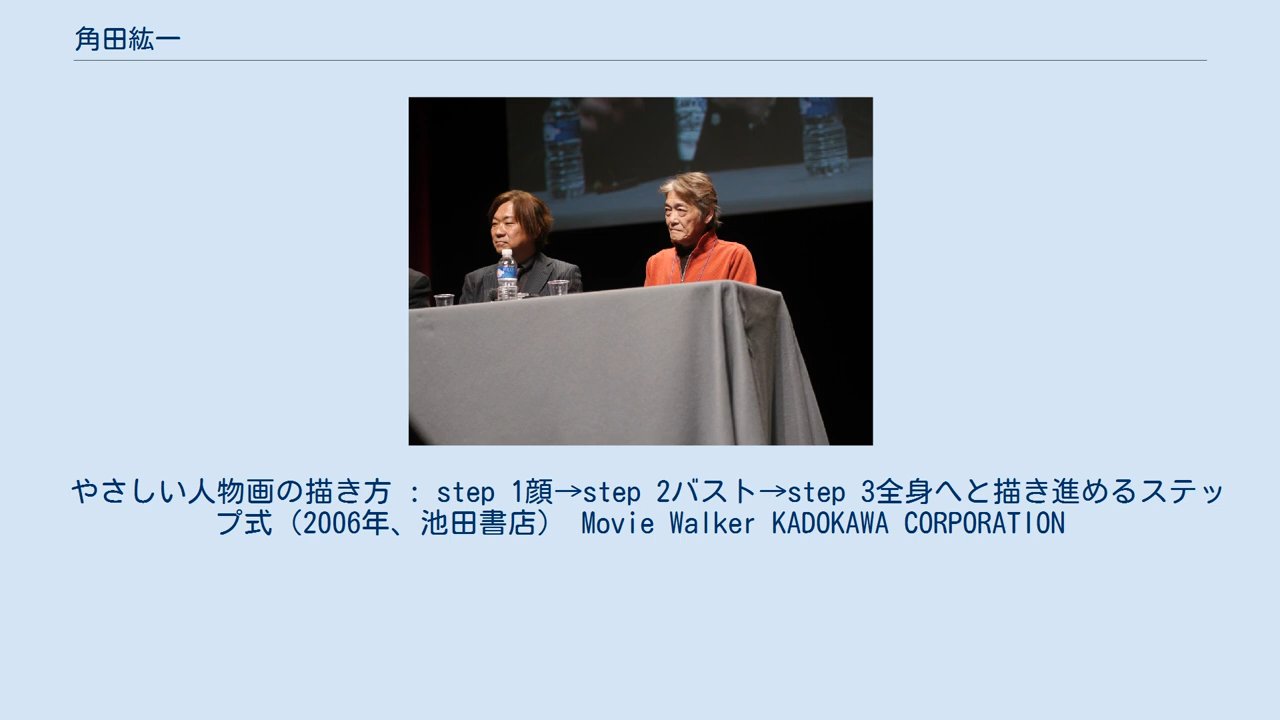 角田紘一
やさしい人物画の描き方 : step 1顔→step 2バスト→step 3全身へと描き進めるステッ
プ式（2006年、池田書店） Movie Walker KADOKAWA CORPORATION